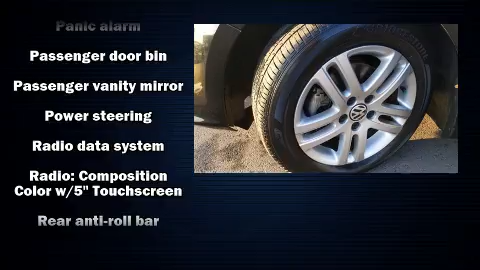 Panic alarm
Passenger door bin
Passenger vanity mirror
Power steering
Radio data system
Radio: Composition
Color w/5" Touchscreen
Rear anti-roll bar